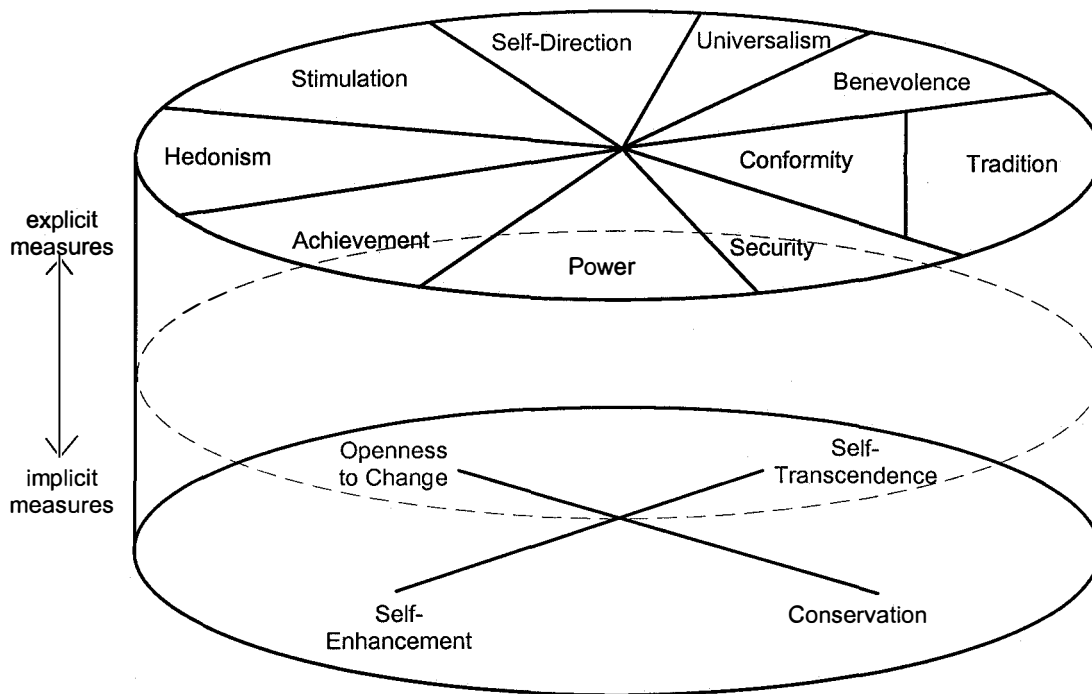 Self-Direction
Universalism
Stimulation
Benevolence
Hedonism
Conformity
Tradition
explicit
measures
Achievement
Security
Power
Openness
to Change
Self-
Transcendence
implicit
measures
Self-
Enhancement
Conservation